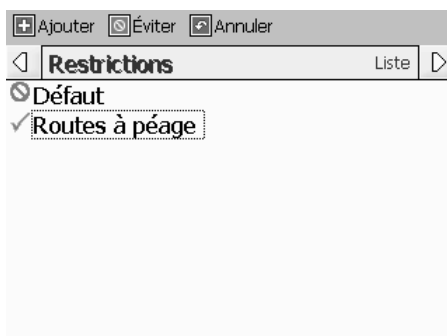 Ajouter Éviter Annuler
Restrictions Liste
Défaut
Routes à péage